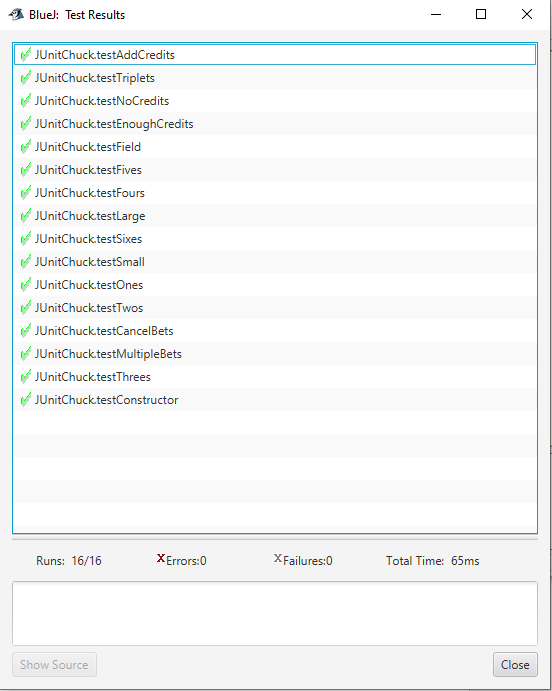 BlueJ: Test Results
JUnitChuck.testAddCredits
JUnitChuck.testTriplets
JUnitChuck.testNoCredits
JUnitChuck.testEnoughCredits
JUnitChuck.testField
JUnitChuck.testFives
JUnitChuck.testFours
JUnitChuck.testLarge
JUnitChuck.testSixes
JUnitChuck.testSmall
JUnitChuck.testOnes
JUnitChuck.testTwos
JUnitChuck.testCancelBets
JUnitChuck.testMultipleBets
JUnitChuck.testThrees
JUnitChuck.testConstructor
Runs: 16/16 Errors:0 Failures:0 Total Time: 65ms
Show Source Close